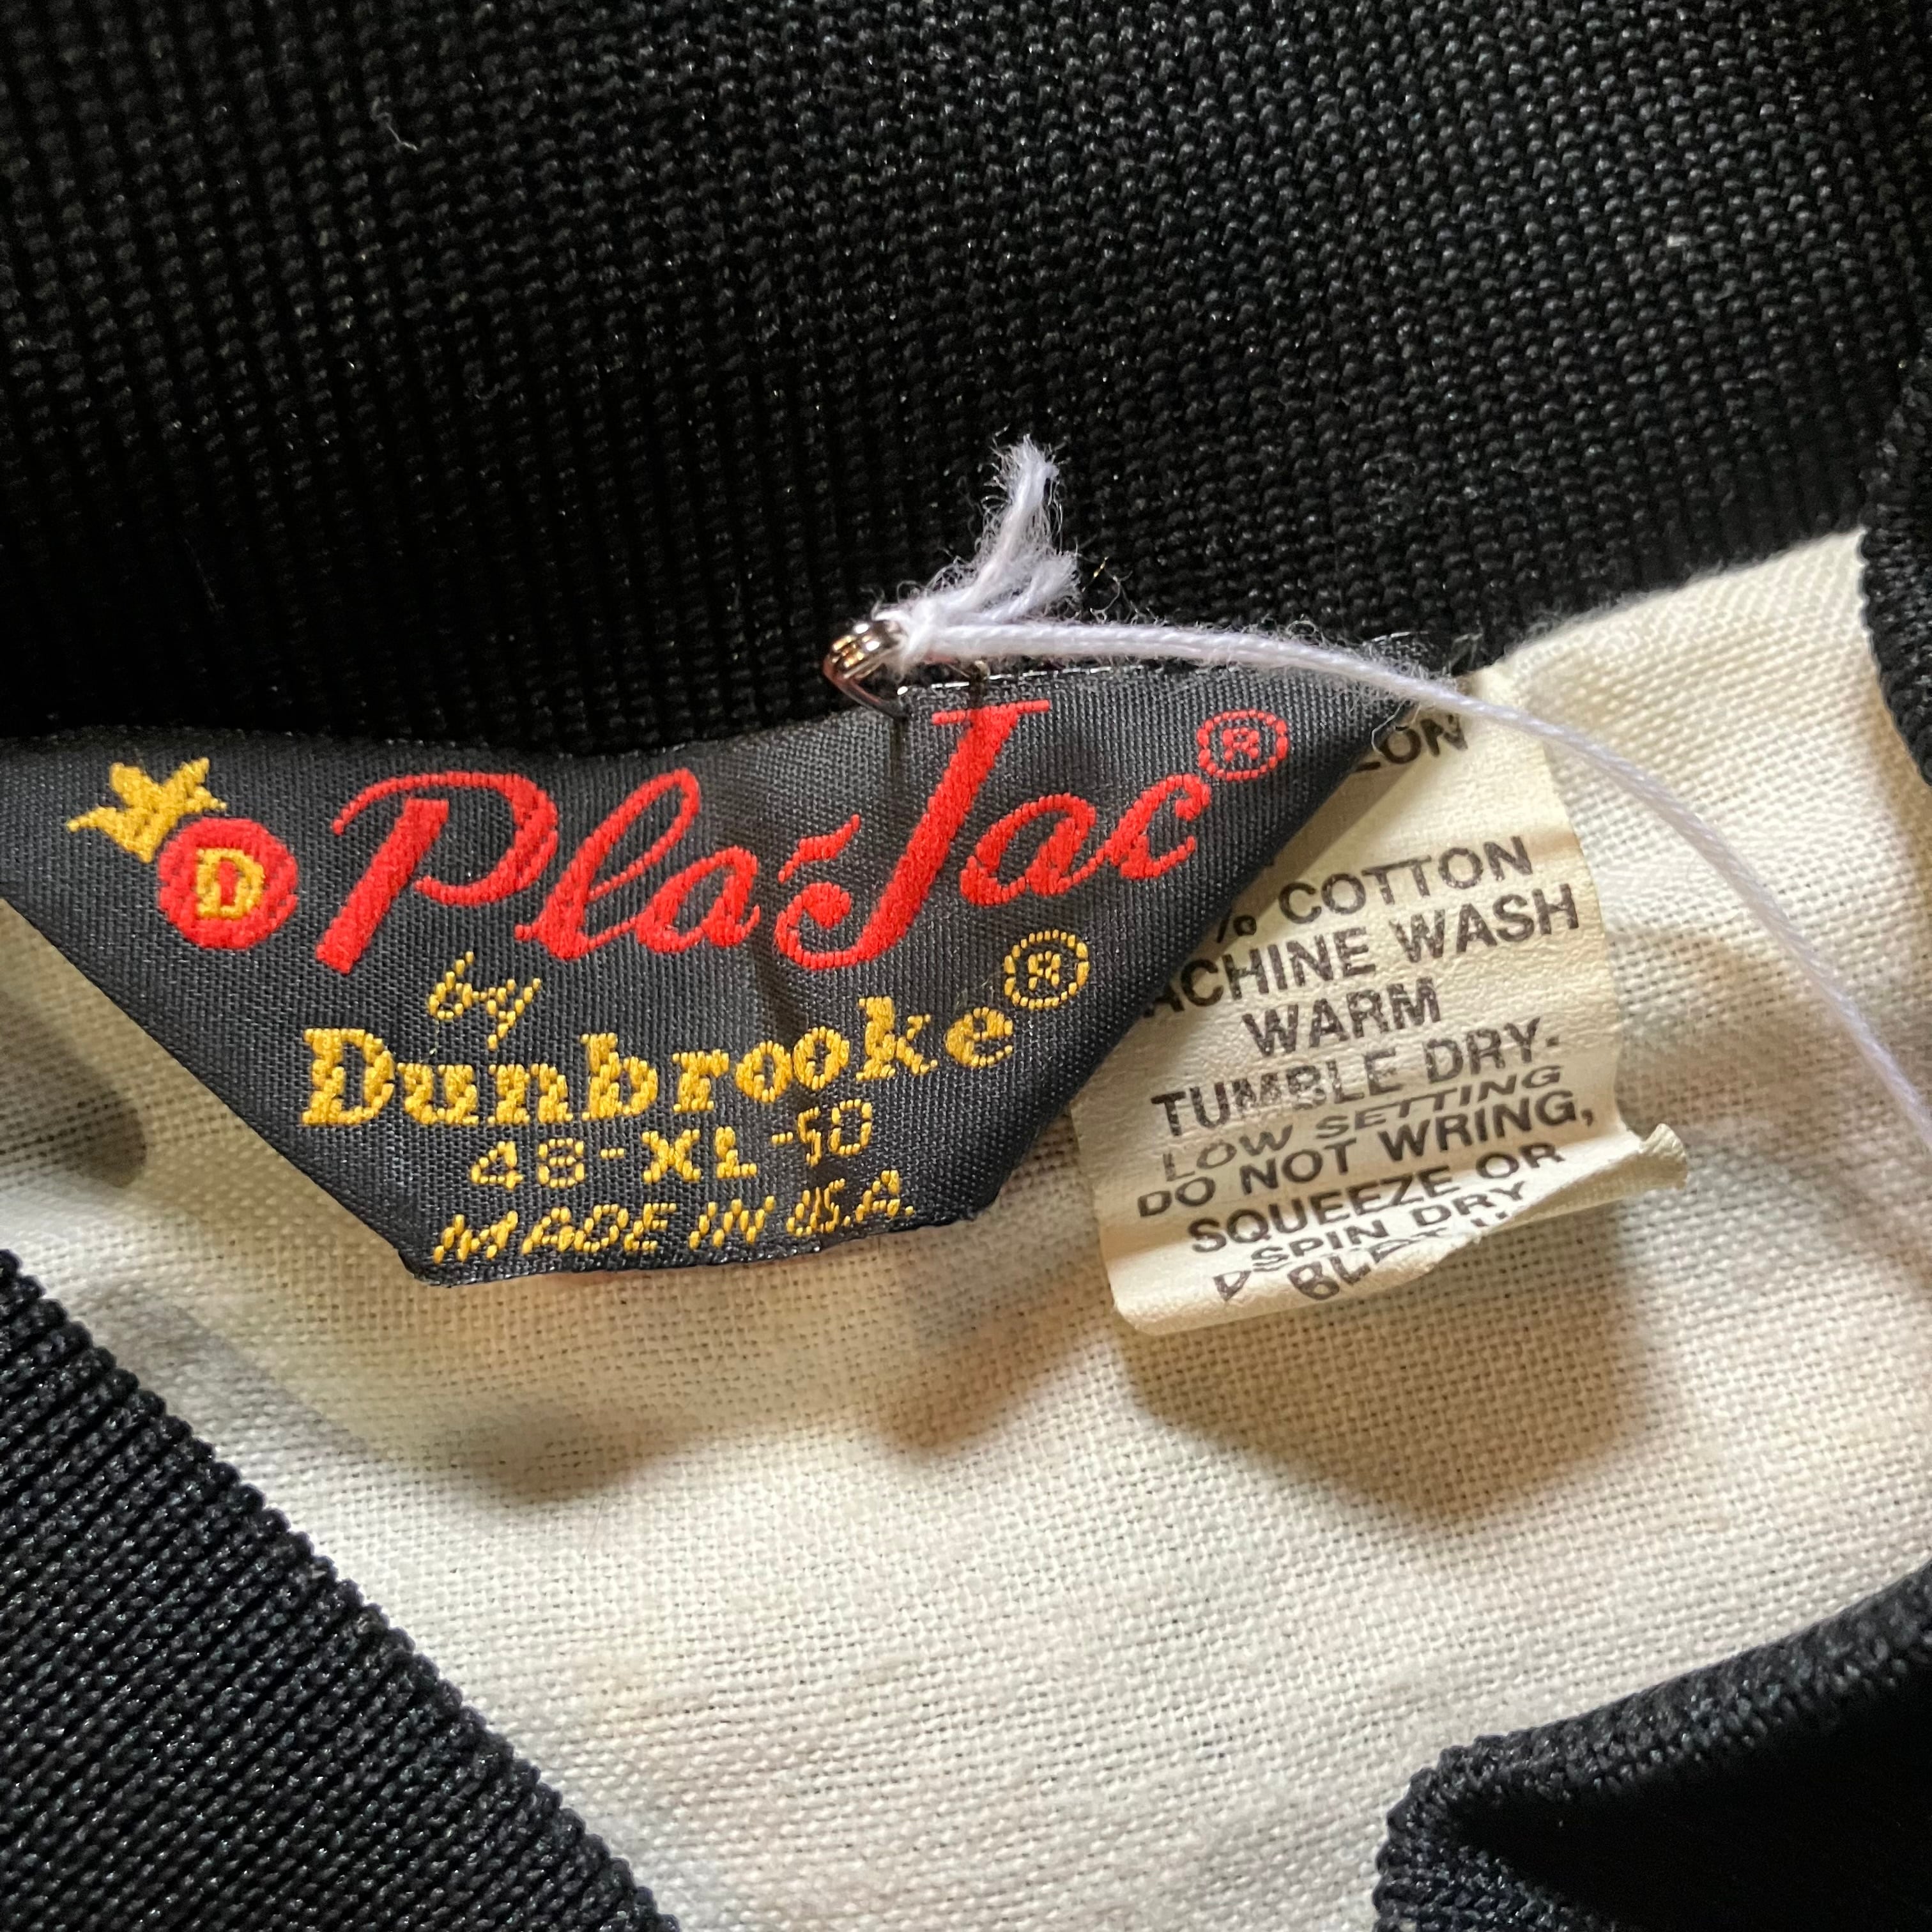 D Pla-Jac®
by
Dunbrooke®
48-XL-50
MADE IN U.S.A.
% COTTON
MACHINE WASH
WARM
TUMBLE DRY.
LOW SETTING
DO NOT WRING,
SQUEEZE OR
SPIN DRY